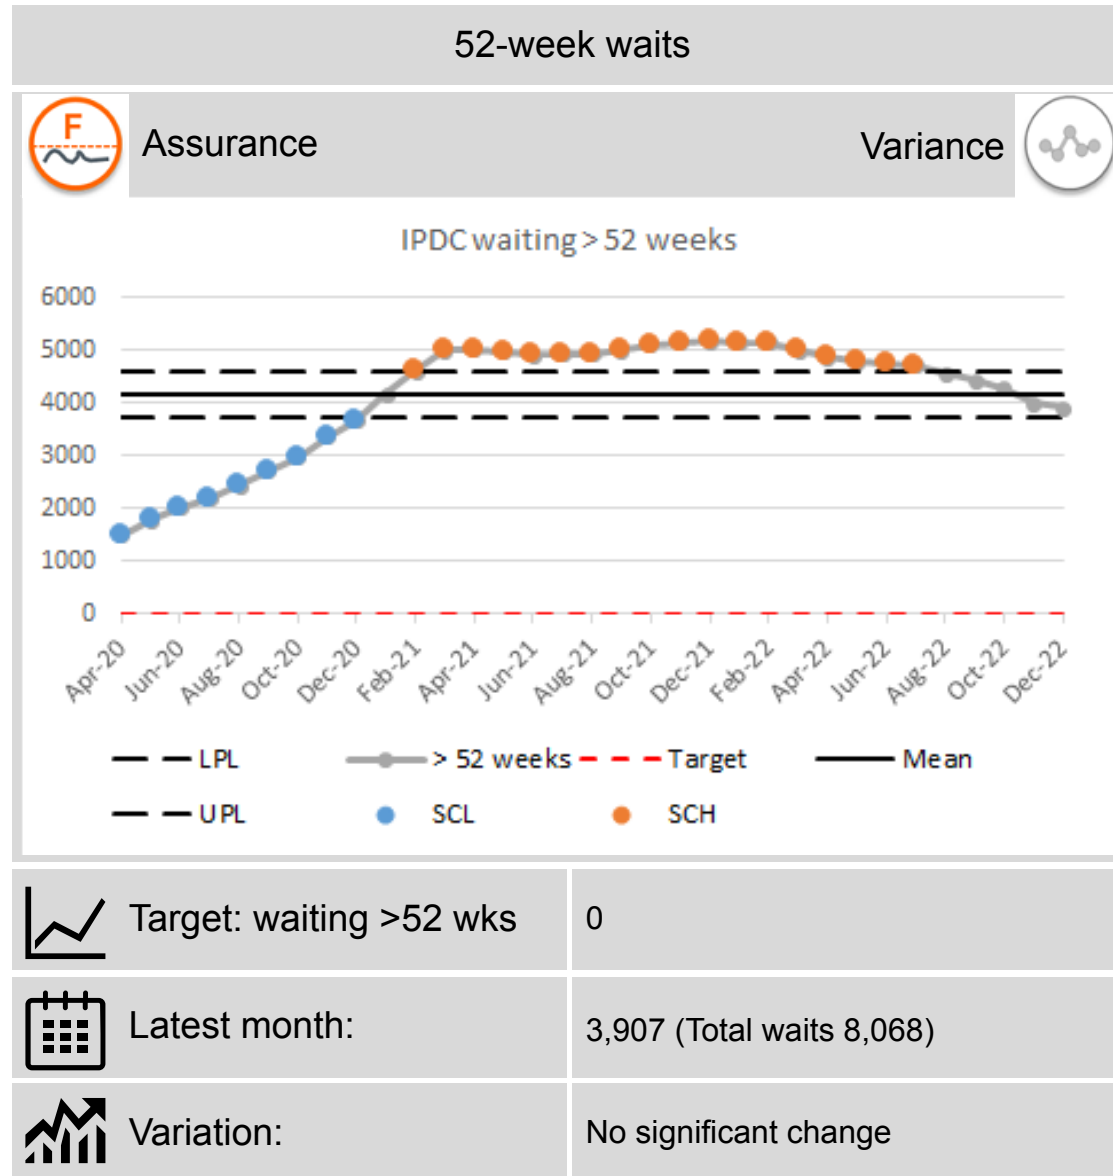 52-week waits
F
Assurance
Variance
IPDC waiting > 52 weeks
6000
5000
4000
3000
2000
1000
0
Apr-20
Jun-20
Aug-20
Oct-20
Dec-20
Feb-21
Apr-21
Jun-21
Aug-21
Oct-21
Dec-21
Feb-22
Apr-22
Jun-22
Aug-22
Oct-22
Dec-22
LPL
> 52 weeks
Target
Mean
UPL
SCL
SCH
Target: waiting >52 wks
0
Latest month:
3,907 (Total waits 8,068)
Variation:
No significant change